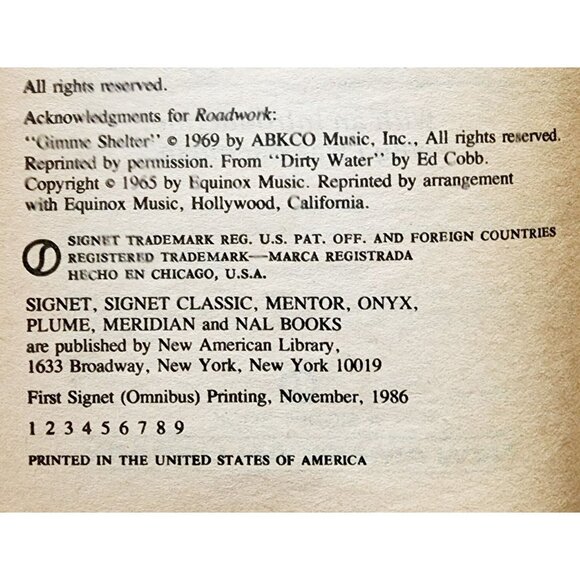 All rights reserved.
Acknowledgments for Roadwork:
"Gimme Shelter" © 1969 by ABKCO Music, Inc., All rights reserved.
Reprinted by permission. From "Dirty Water" by Ed Cobb.
Copyright © 1965 by Equinox Music. Reprinted by arrangement
with Equinox Music, Hollywood, California.
SIGNET TRADEMARK REG. U.S. PAT. OFF. AND FOREIGN COUNTRIES
REGISTERED TRADEMARK—MARCA REGISTRADA
HECHO EN CHICAGO, U.S.A.
SIGNET, SIGNET CLASSIC, MENTOR, ONYX,
PLUME, MERIDIAN and NAL BOOKS
are published by New American Library,
1633 Broadway, New York, New York 10019
First Signet (Omnibus) Printing, November, 1986
1 2 3 4 5 6 7 8 9
PRINTED IN THE UNITED STATES OF AMERICA